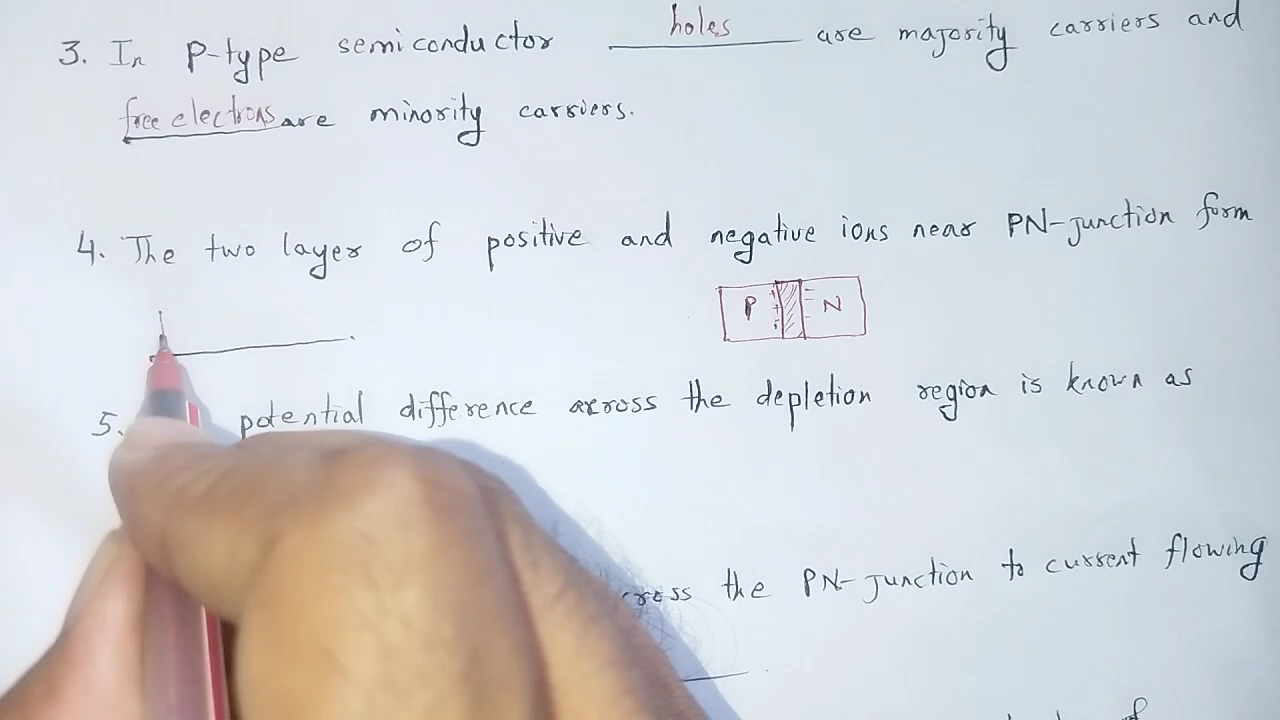 3. In P-type semiconductor holes are majority carriers and
free electrons are minority carriers.
4. The two layer of positive and negative ions near PN-junction form
P N
5. potential difference across the depletion region is known as
the PN-junction to current flowing